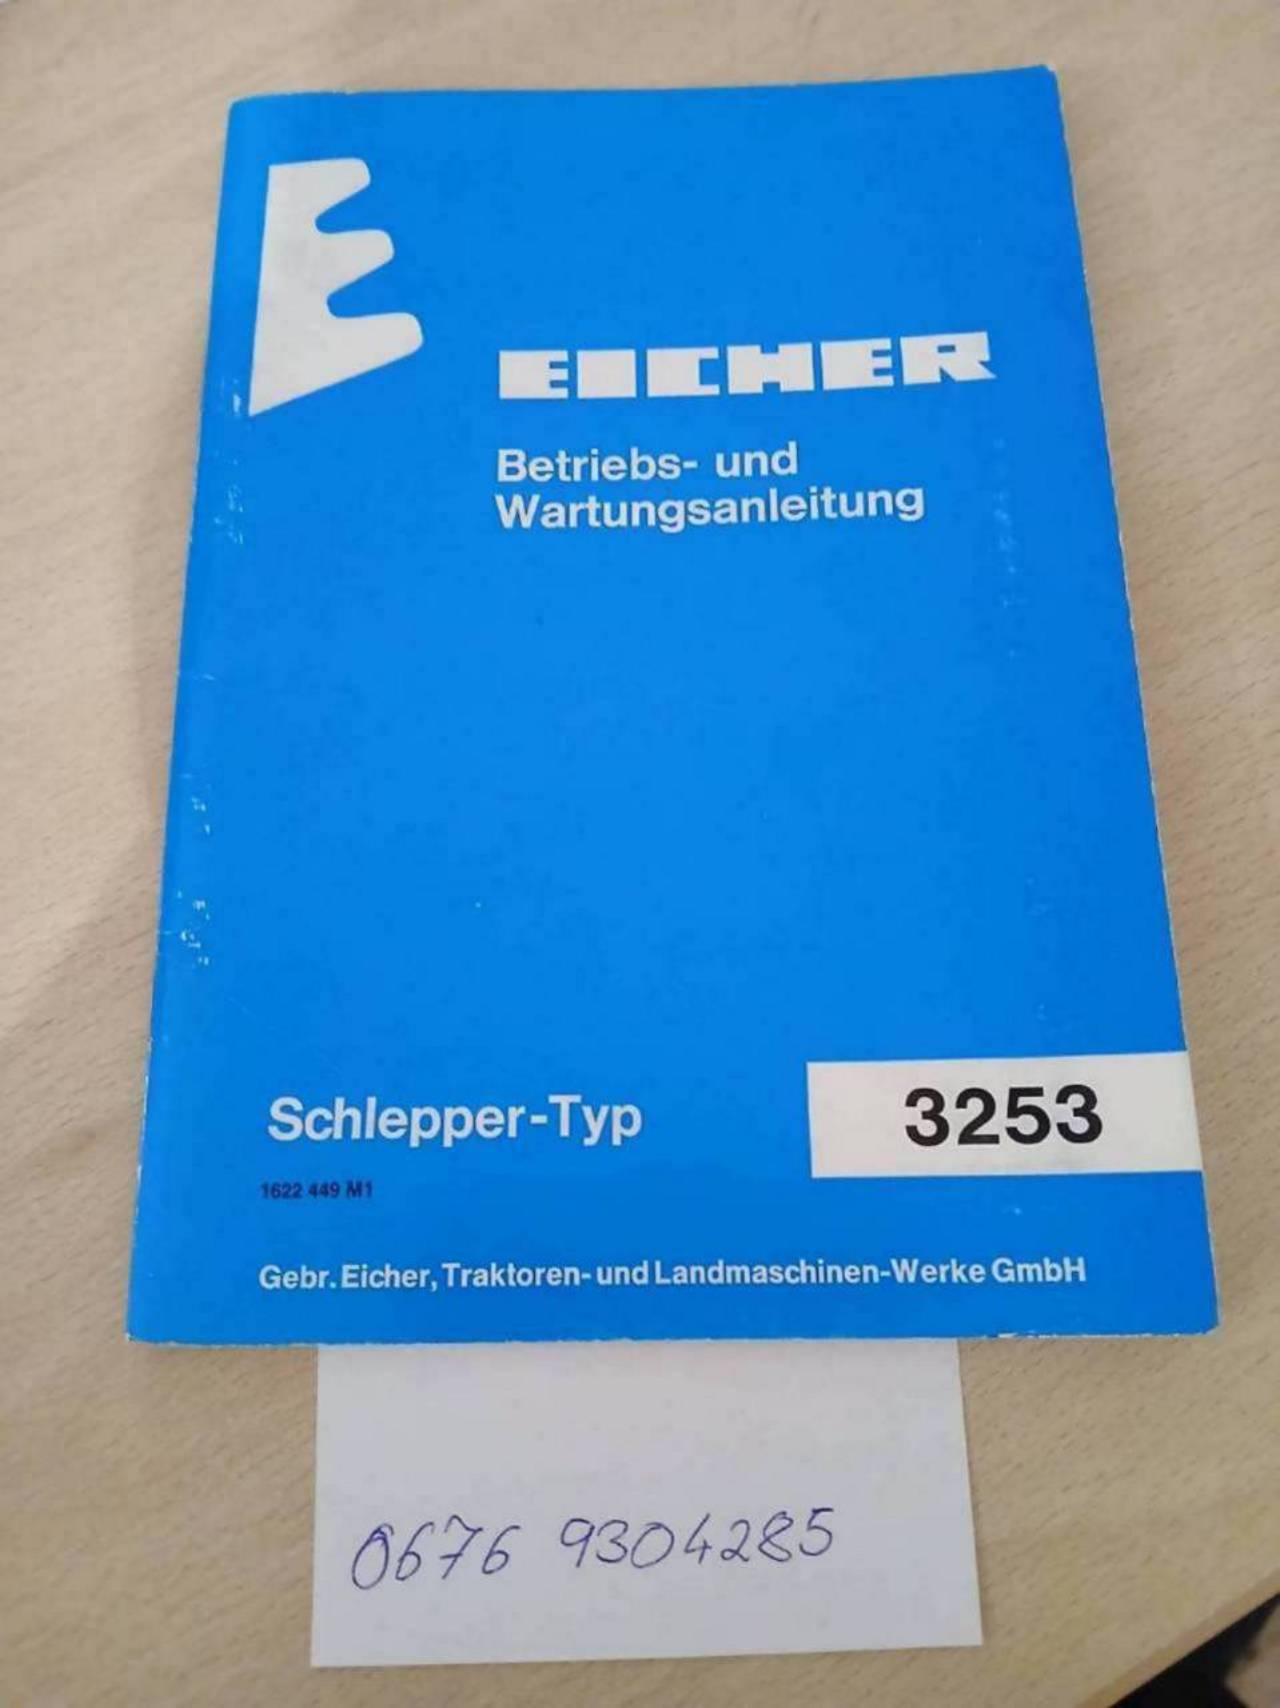 EICHER
Betriebs- und
Wartungsanleitung
Schlepper-Typ
3253
1622 449 M1
Gebr. Eicher, Traktoren- und Landmaschinen-Werke GmbH
0676 9304285